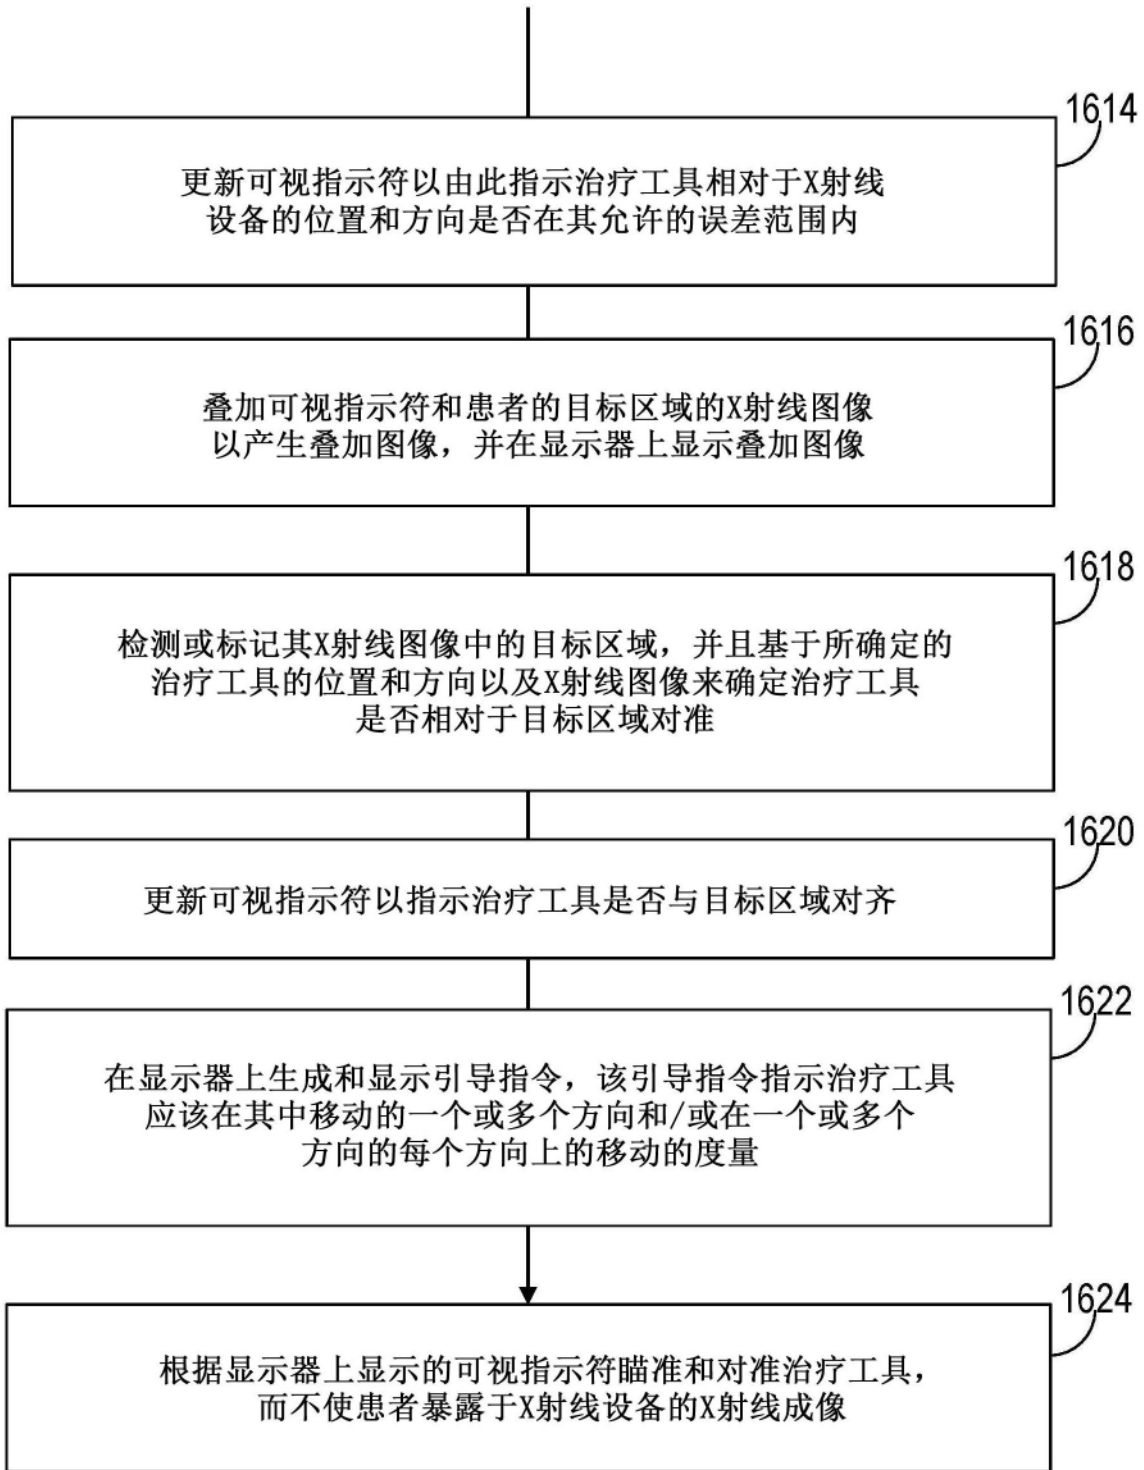 1614
更新可视指示符以由此指示治疗工具相对于X射线
设备的位置和方向是否在其允许的误差范围内
1616
叠加可视指示符和患者的目标区域的X射线图像
以产生叠加图像，并在显示器上显示叠加图像
1618
检测或标记其X射线图像中的目标区域，并且基于所确定的
治疗工具的位置和方向以及X射线图像来确定治疗工具
是否相对于目标区域对准
1620
更新可视指示符以指示治疗工具是否与目标区域对齐
1622
在显示器上生成和显示引导指令，该引导指令指示治疗工具
应该在其中移动的一个或多个方向和/或在一个或多个
方向的每个方向上的移动的度量
1624
根据显示器上显示的可视指示符瞄准和对准治疗工具，
而不使患者暴露于X射线设备的X射线成像